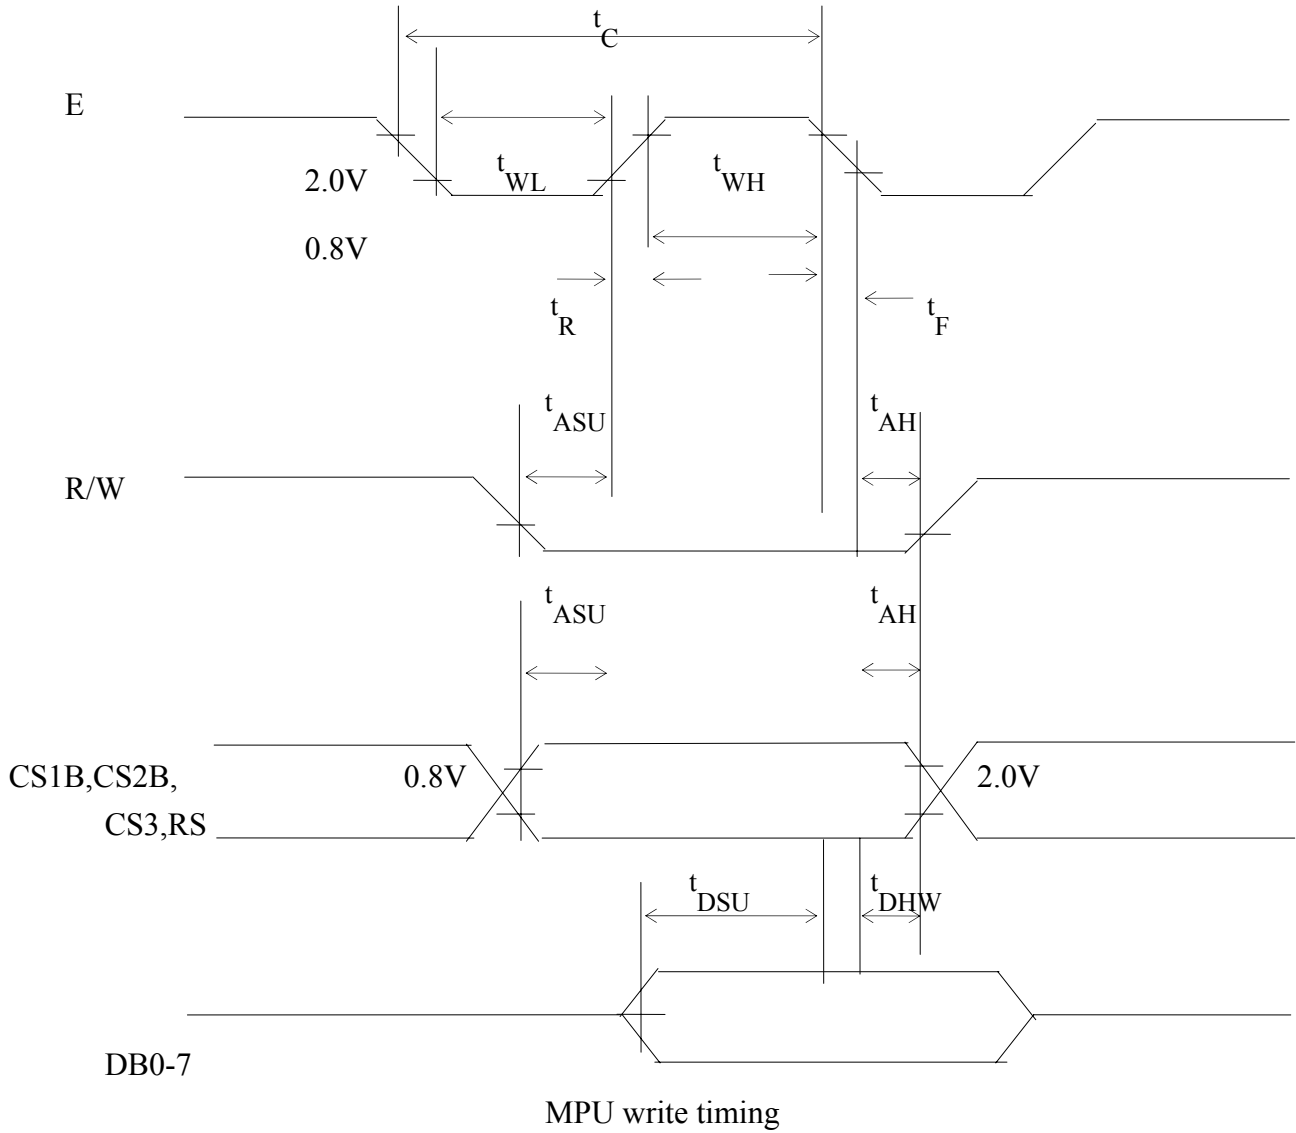 tC
E
tWL
tWH
2.0V
0.8V
tR
tF
tASU
tAH
R/W
tASU
tAH
CS1B,CS2B,
0.8V
2.0V
CS3,RS
tDSU
tDHW
DB0-7
MPU write timing